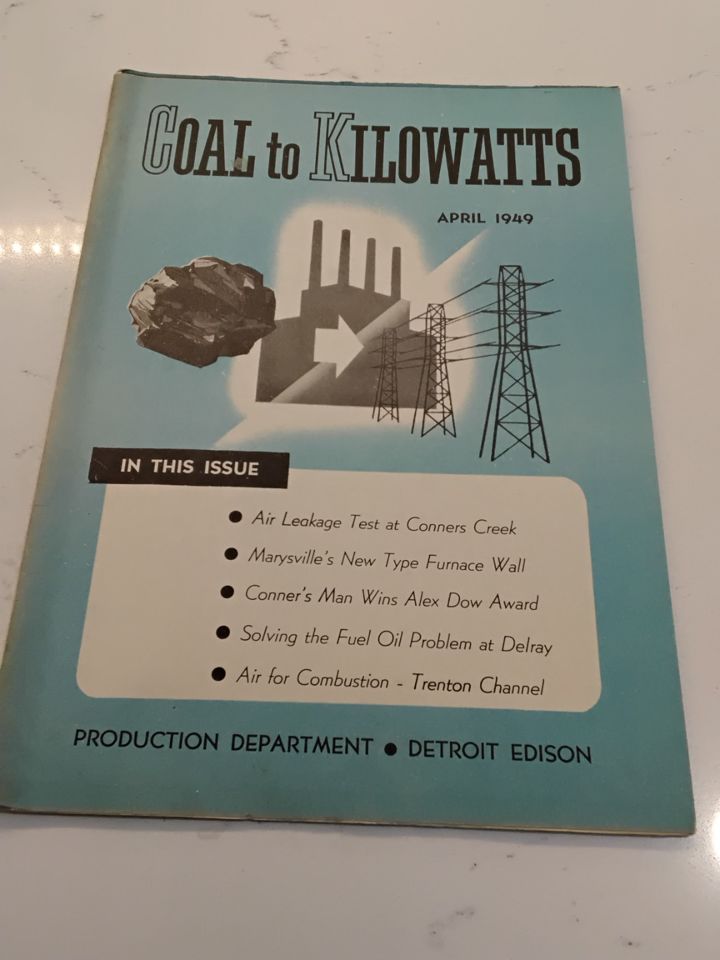 COAL to KILOWATTS
APRIL 1949
IN THIS ISSUE
● Air Leakage Test at Conners Creek
● Marysville's New Type Furnace Wall
● Conner's Man Wins Alex Dow Award
● Solving the Fuel Oil Problem at Delray
● Air for Combustion - Trenton Channel
PRODUCTION DEPARTMENT ● DETROIT EDISON